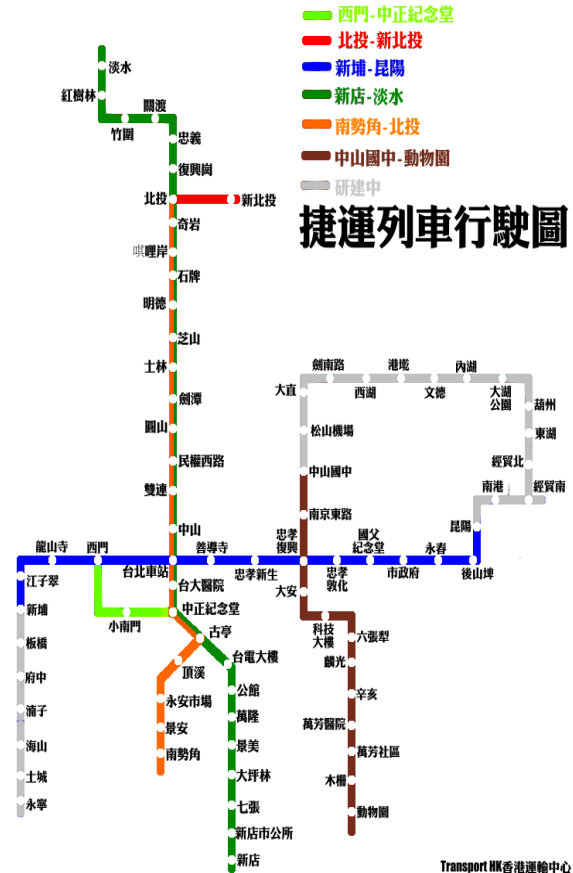 西門-中正紀念堂
北投-新北投
新埔-昆陽
新店-淡水
南勢角-北投
中山國中-動物園
研建中
捷運列車行駛圖
淡水
紅樹林
關渡
竹圍
忠義
復興崗
北投
新北投
奇岩
唭哩岸
石牌
明德
芝山
士林
劍潭
圓山
民權西路
雙連
中山
劍南路
港墘
內湖
大直
西湖
文德
大湖
公園
葫州
松山機場
東湖
中山國中
經貿北
南港
經貿南
南京東路
昆陽
龍山寺
西門
台北車站
善導寺
忠孝新生
忠孝
復興
忠孝
敦化
國父
紀念堂
市政府
永春
後山埤
江子翠
台大醫院
大安
新埔
中正紀念堂
小南門
古亭
科技
大樓
六張犁
板橋
台電大樓
麟光
頂溪
府中
公館
辛亥
永安市場
湳子
萬隆
萬芳醫院
景安
海山
景美
萬芳社區
南勢角
土城
大坪林
木柵
永寧
七張
動物園
新店市公所
新店
Transport HK香港運輸中心